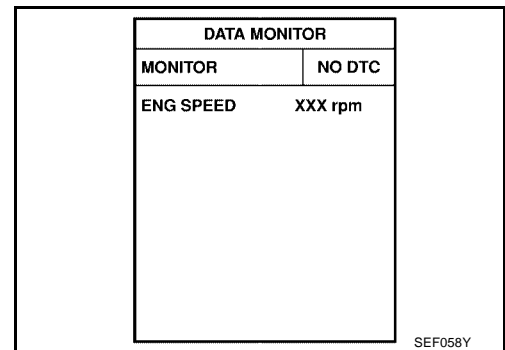 DATA MONITOR
MONITOR NO DTC
ENG SPEED XXX rpm
SEF058Y